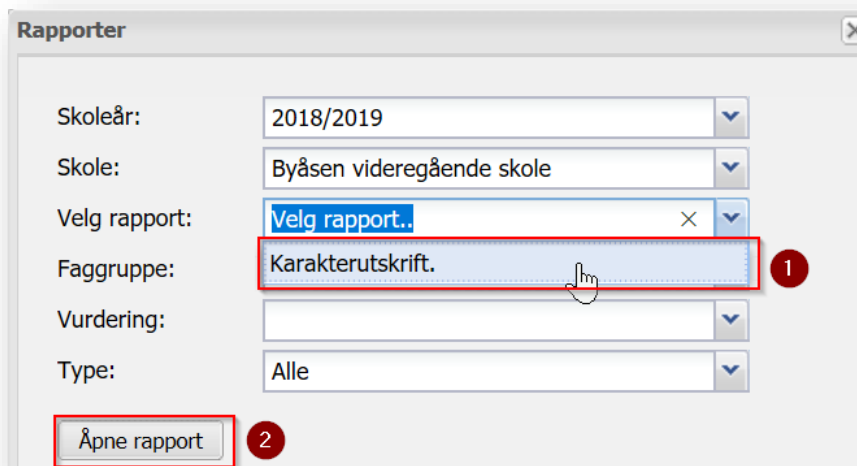 Rapporter
Skoleår: 2018/2019
Skole: Byåsen videregående skole
Velg rapport: Velg rapport..
Faggruppe: Karakterutskrift. 1
Vurdering:
Type: Alle
Åpne rapport 2